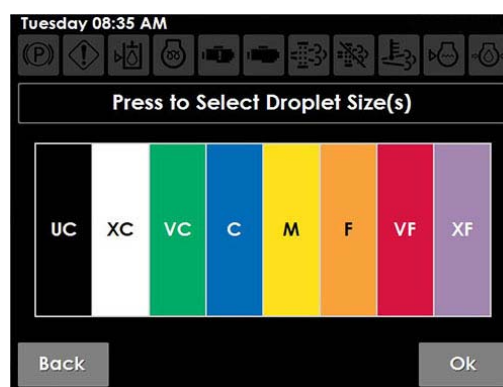 Tuesday 08:35 AM
(P)
Press to Select Droplet Size(s)
UC XC VC C M F VF XF
Back Ok